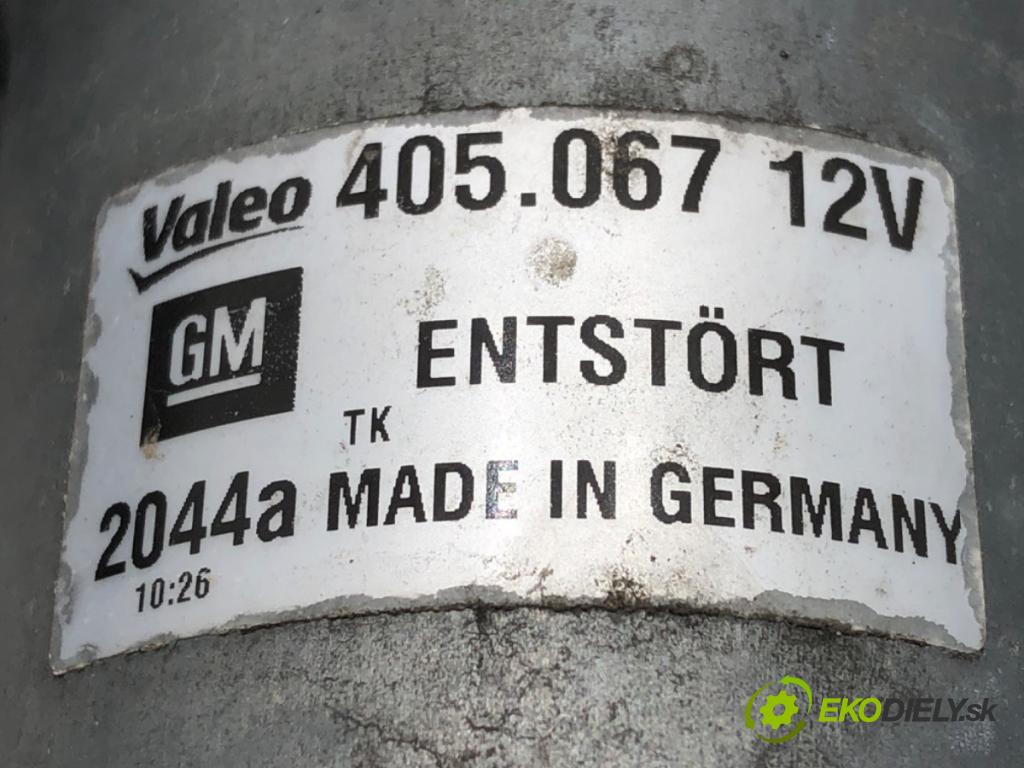 Valeo 405.067 12V
GM ENTSTÖRT
TK
2044a MADE IN GERMANY
10:26
EKODIELY.sk